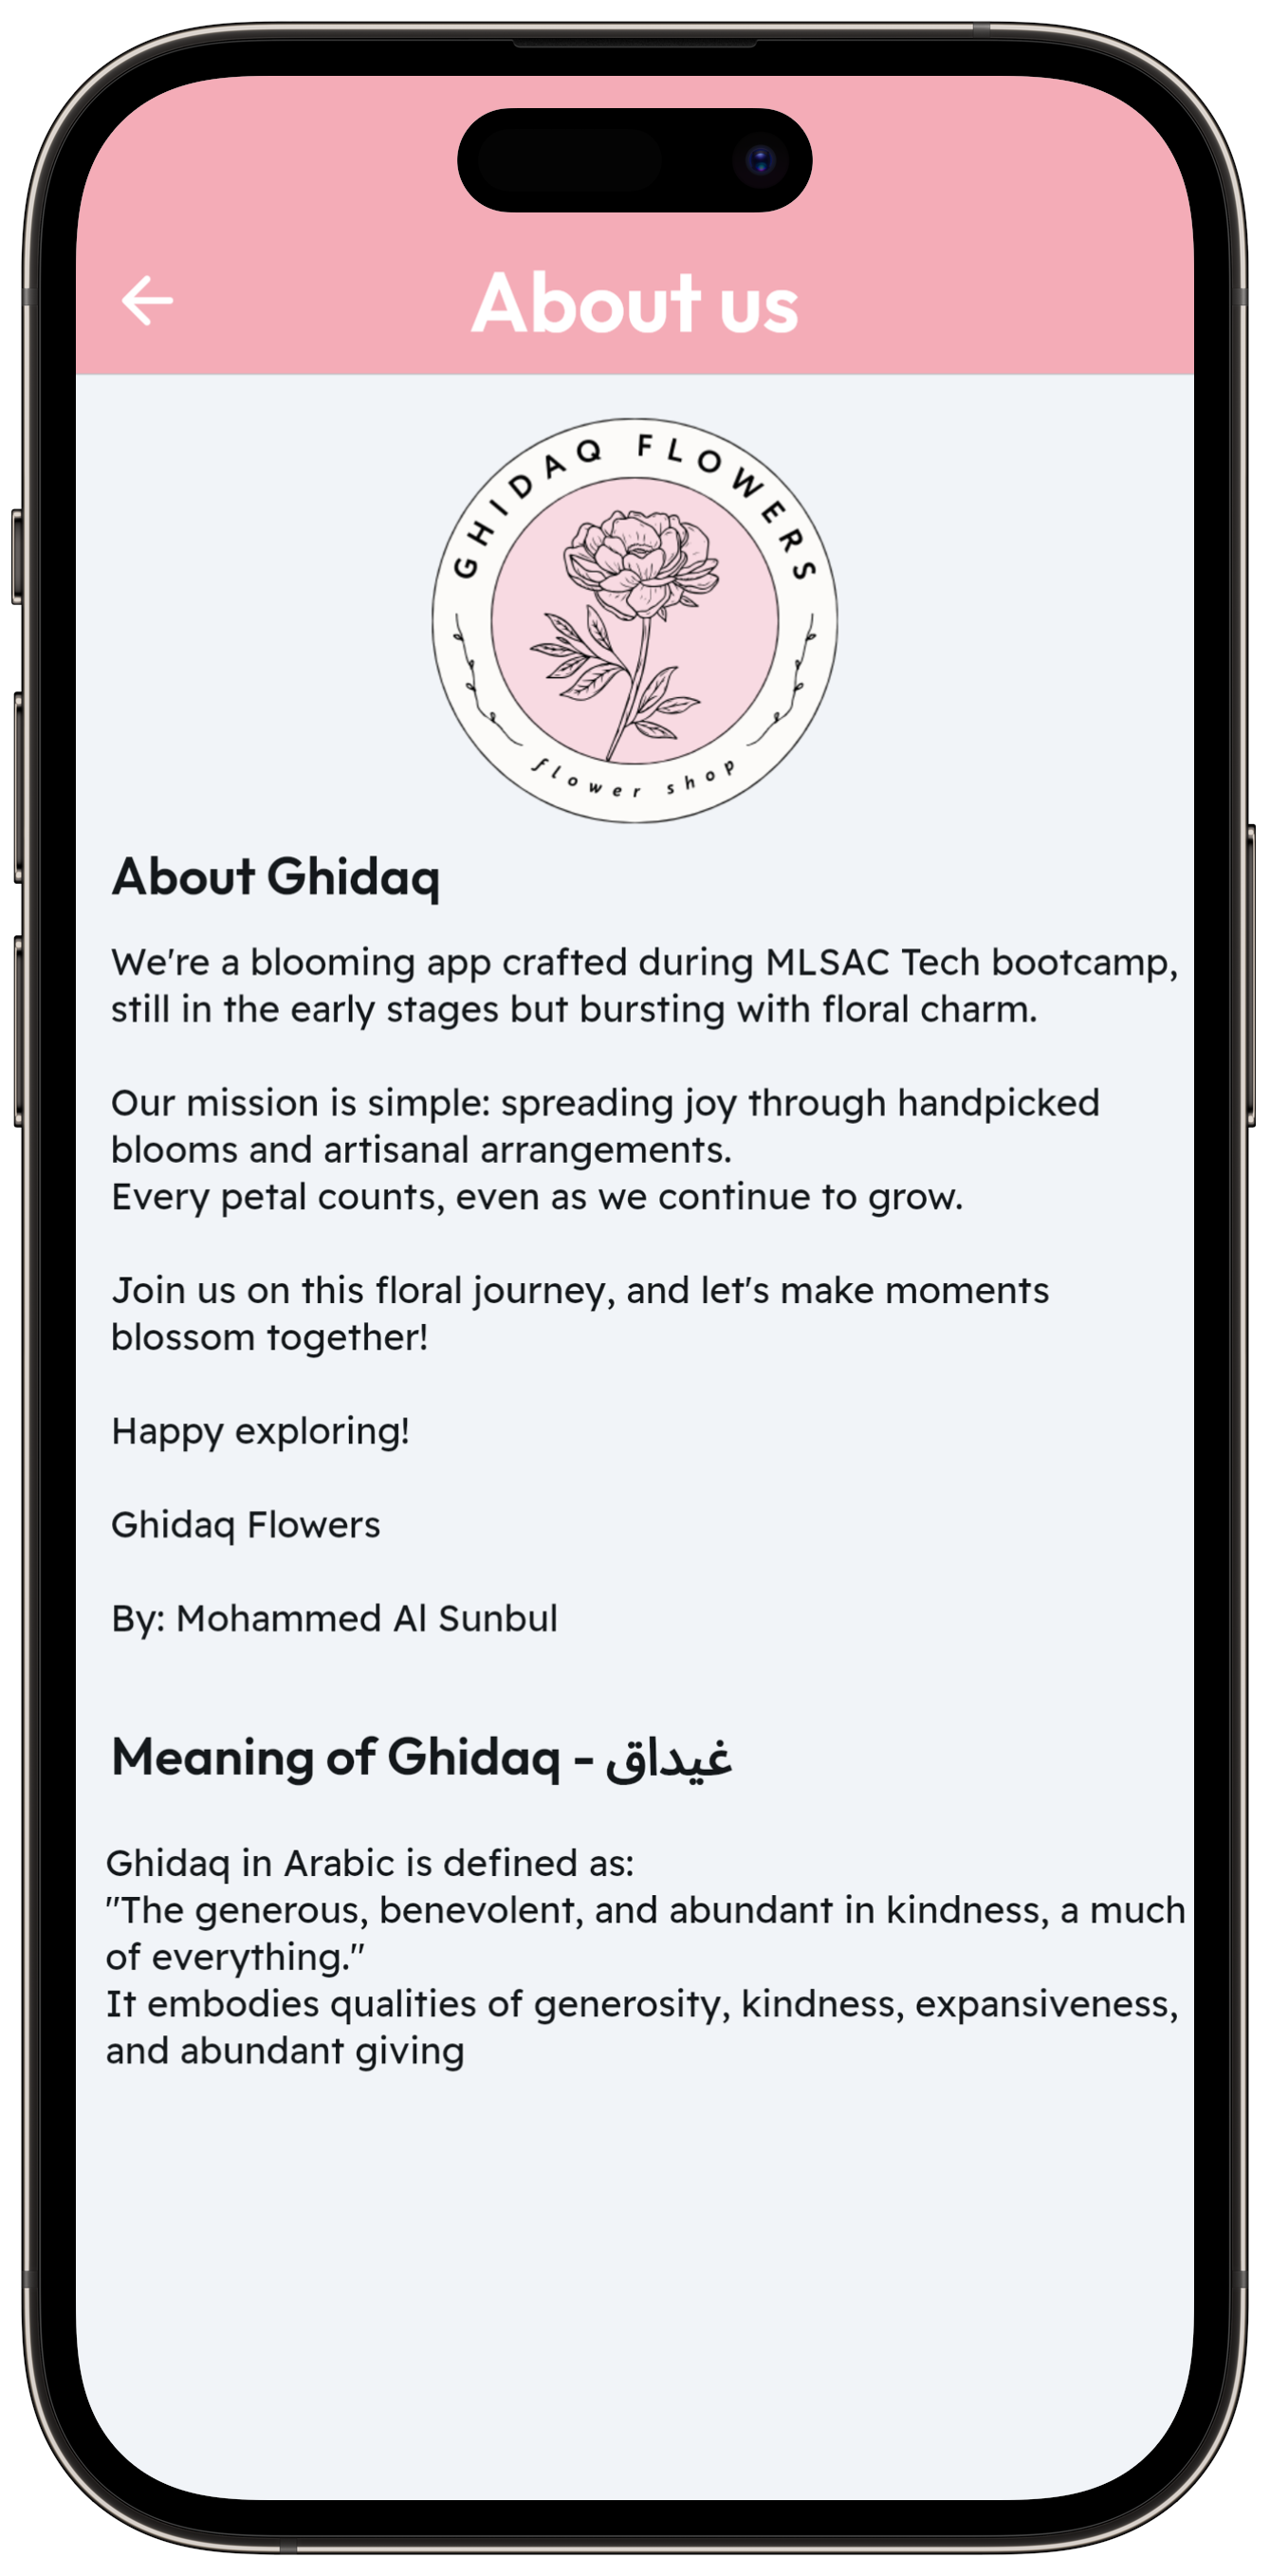 About us
GHIDAQ FLOWERS
flower shop
About Ghidaq
We're a blooming app crafted during MLSAC Tech bootcamp,
still in the early stages but bursting with floral charm.
Our mission is simple: spreading joy through handpicked
blooms and artisanal arrangements.
Every petal counts, even as we continue to grow.
Join us on this floral journey, and let's make moments
blossom together!
Happy exploring!
Ghidaq Flowers
By: Mohammed Al Sunbul
Meaning of Ghidaq - غيداق
Ghidaq in Arabic is defined as:
"The generous, benevolent, and abundant in kindness, a much
of everything."
It embodies qualities of generosity, kindness, expansiveness,
and abundant giving